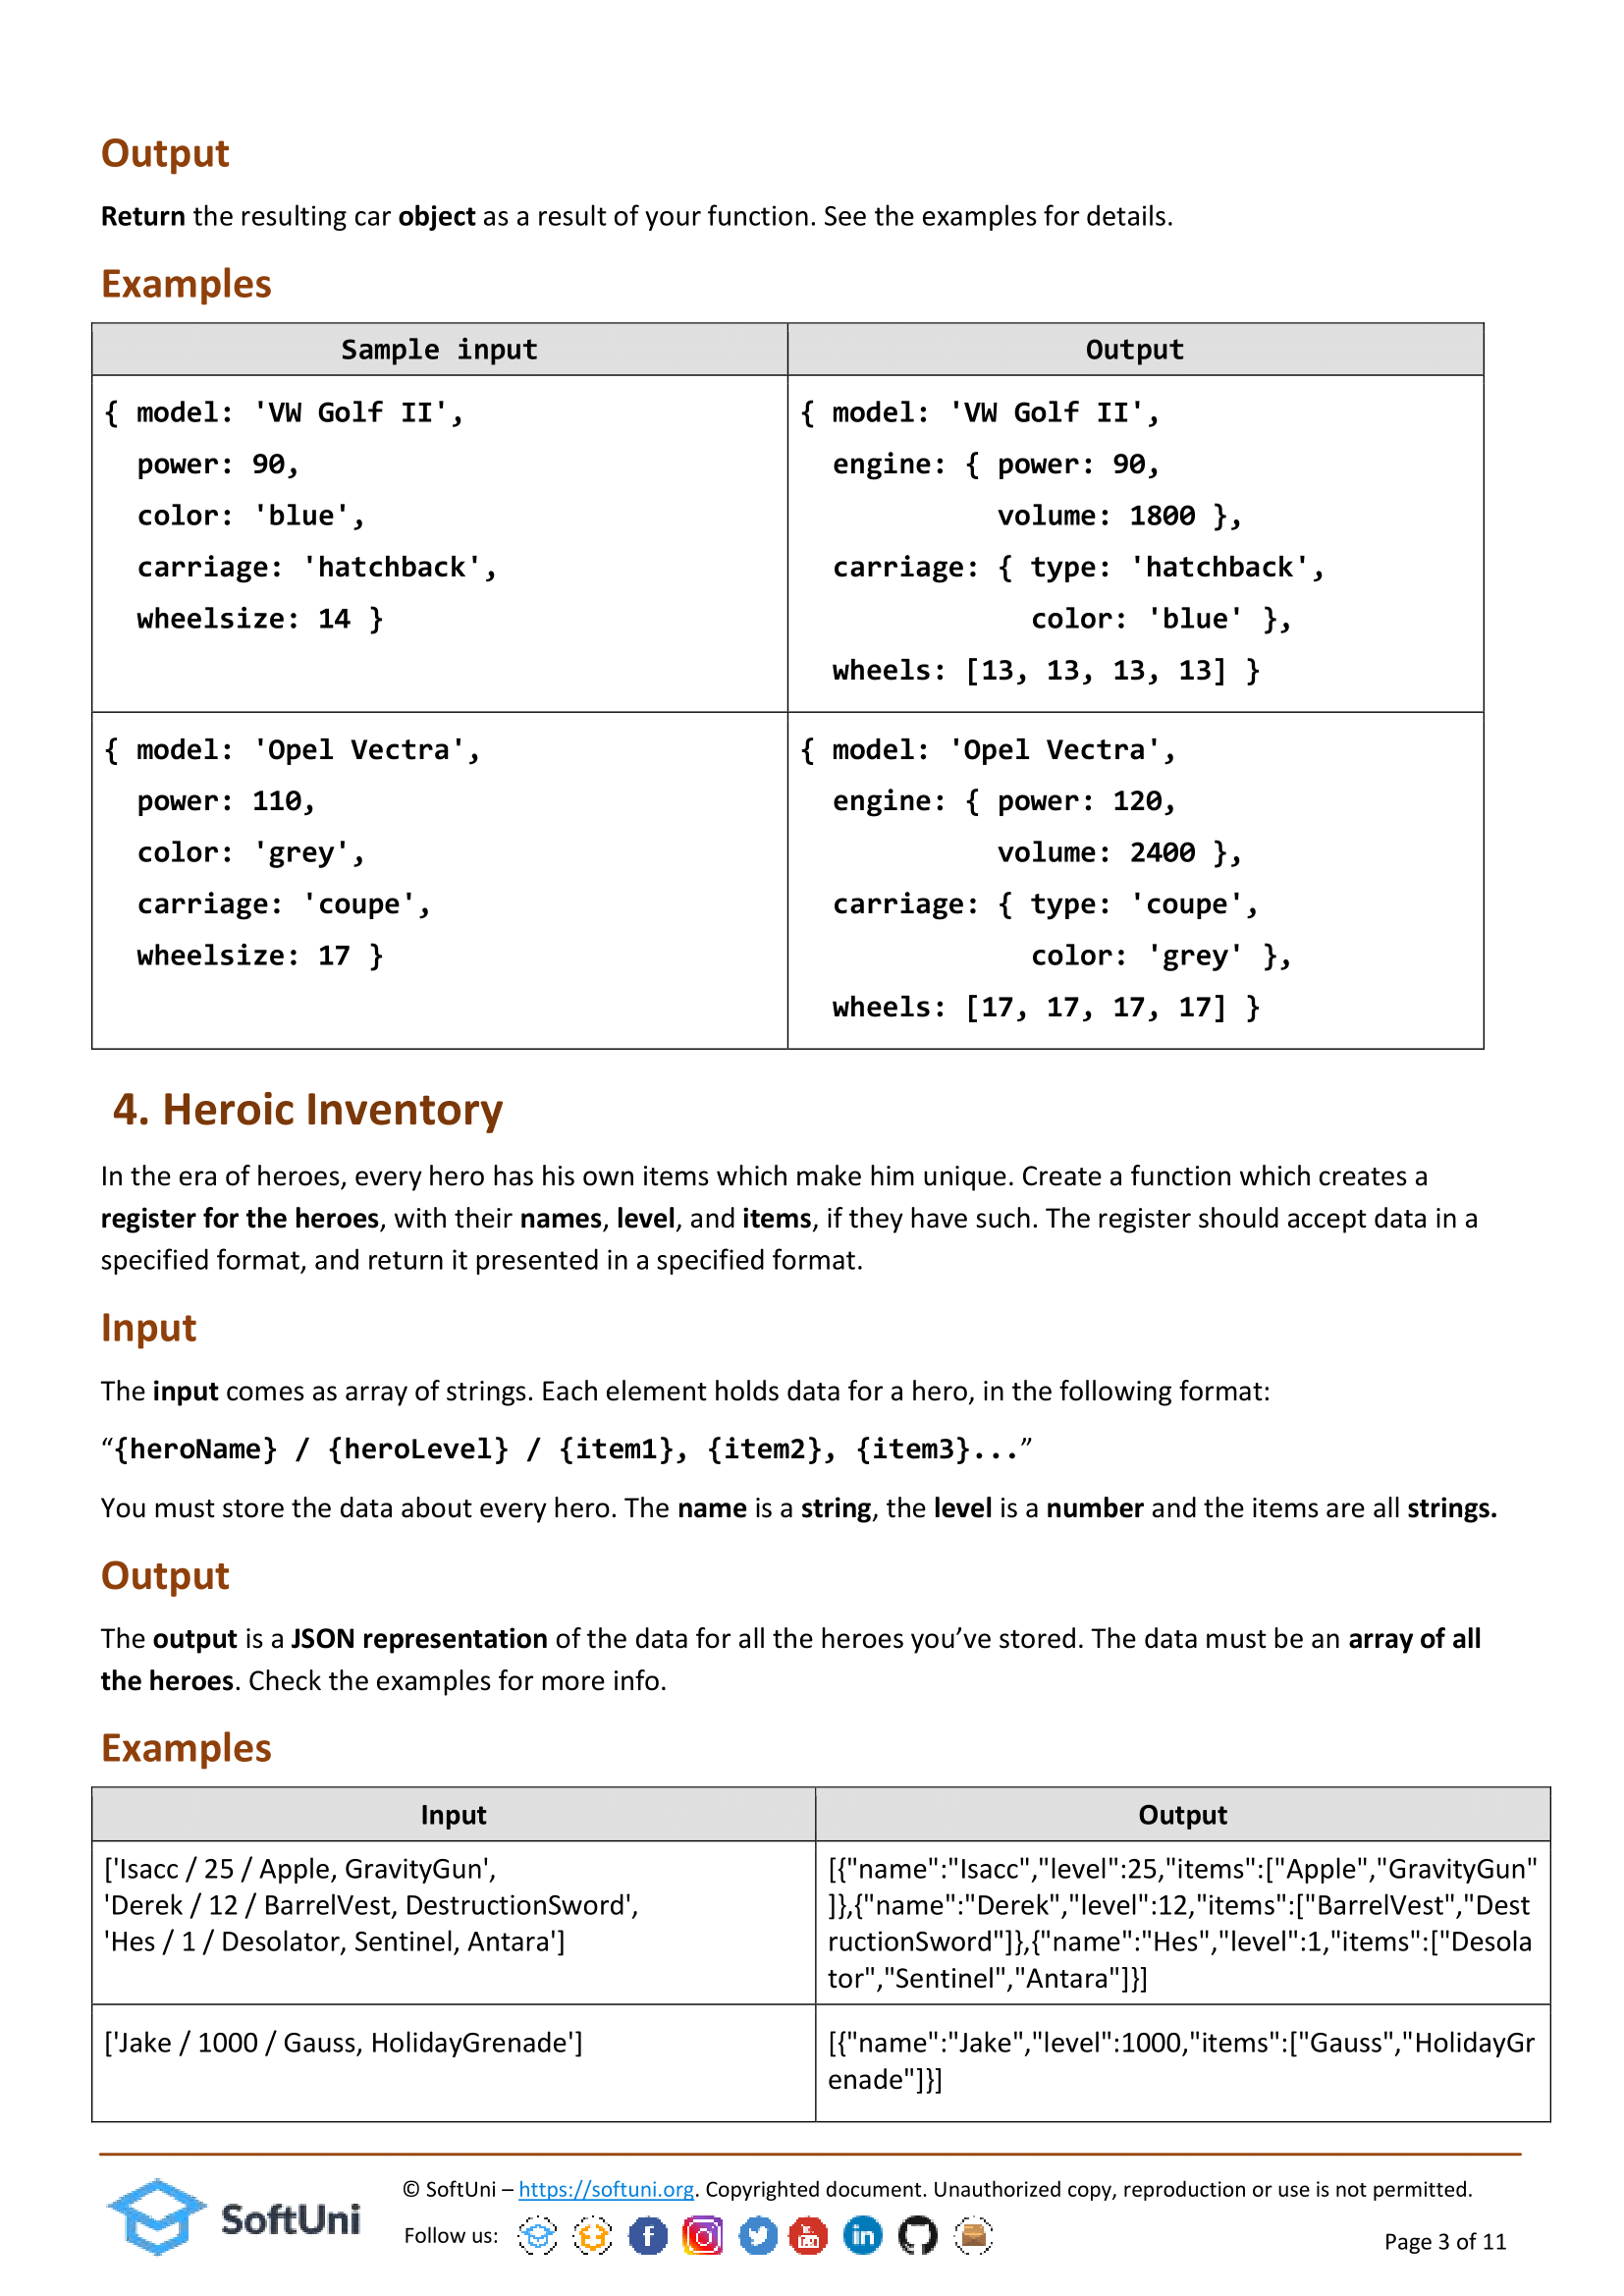 Output
Return the resulting car object as a result of your function. See the examples for details.
Examples
Sample input
Output
{ model: 'VW Golf II',
power: 90,
color: 'blue',
carriage: 'hatchback',
wheelsize: 14 }
{ model: 'VW Golf II',
engine: { power: 90,
volume: 1800 },
carriage: { type: 'hatchback',
color: 'blue' },
wheels: [13, 13, 13, 13] }
{ model: 'Opel Vectra',
power: 110,
color: 'grey',
carriage: 'coupe',
wheelsize: 17 }
{ model: 'Opel Vectra',
engine: { power: 120,
volume: 2400 },
carriage: { type: 'coupe',
color: 'grey' },
wheels: [17, 17, 17, 17] }
4. Heroic Inventory
In the era of heroes, every hero has his own items which make him unique. Create a function which creates a
register for the heroes, with their names, level, and items, if they have such. The register should accept data in a
specified format, and return it presented in a specified format.
Input
The input comes as array of strings. Each element holds data for a hero, in the following format:
“{heroName} / {heroLevel} / {item1}, {item2}, {item3}...”
You must store the data about every hero. The name is a string, the level is a number and the items are all strings.
Output
The output is a JSON representation of the data for all the heroes you’ve stored. The data must be an array of all
the heroes. Check the examples for more info.
Examples
Input
Output
['Isacc / 25 / Apple, GravityGun',
'Derek / 12 / BarrelVest, DestructionSword',
'Hes / 1 / Desolator, Sentinel, Antara']
[{"name":"Isacc","level":25,"items":["Apple","GravityGun"
]},{"name":"Derek","level":12,"items":["BarrelVest","Dest
ructionSword"]},{"name":"Hes","level":1,"items":["Desola
tor","Sentinel","Antara"]}]
['Jake / 1000 / Gauss, HolidayGrenade']
[{"name":"Jake","level":1000,"items":["Gauss","HolidayGr
enade"]}]
SoftUni
© SoftUni – https://softuni.org. Copyrighted document. Unauthorized copy, reproduction or use is not permitted.
Follow us:
Page 3 of 11